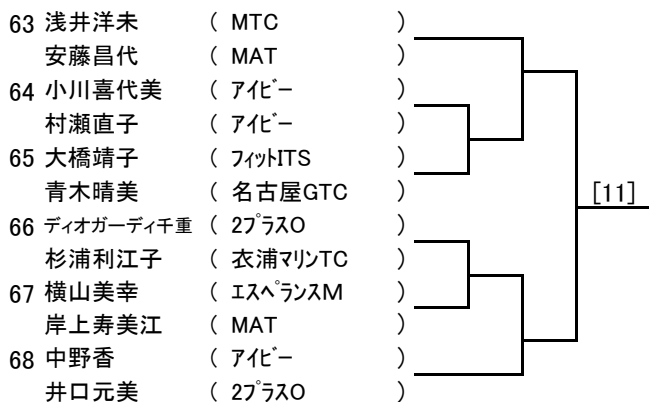 63 浅井洋未 ( MTC )
安藤昌代 ( MAT )
64 小川喜代美 ( ｱｲﾋﾞｰ )
村瀬直子 ( ｱｲﾋﾞｰ )
65 大橋靖子 ( ﾌｨｯﾄITS )
青木晴美 ( 名古屋GTC )
[11]
66 ディオガーディ千重 ( 2ﾌﾟﾗｽO )
杉浦利江子 ( 衣浦ﾏﾘﾝTC )
67 横山美幸 ( ｴｽﾍﾟﾗﾝｽM )
岸上寿美江 ( MAT )
68 中野香 ( ｱｲﾋﾞｰ )
井口元美 ( 2ﾌﾟﾗｽO )